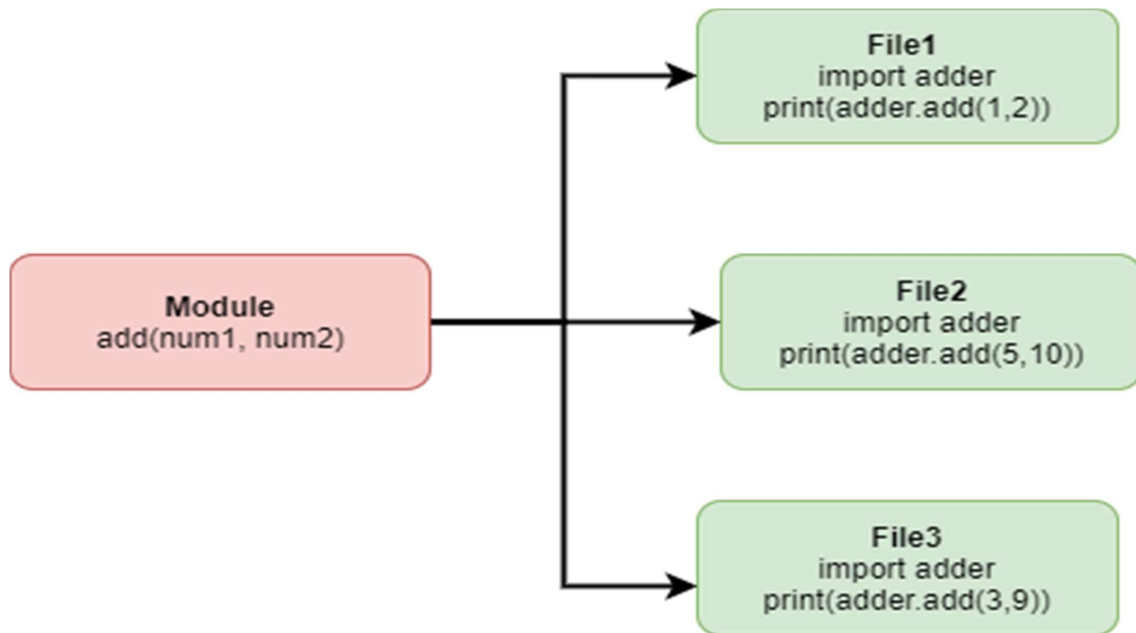 File1
import adder
print(adder.add(1,2))
Module
add(num1, num2)
File2
import adder
print(adder.add(5,10))
File3
import adder
print(adder.add(3,9))